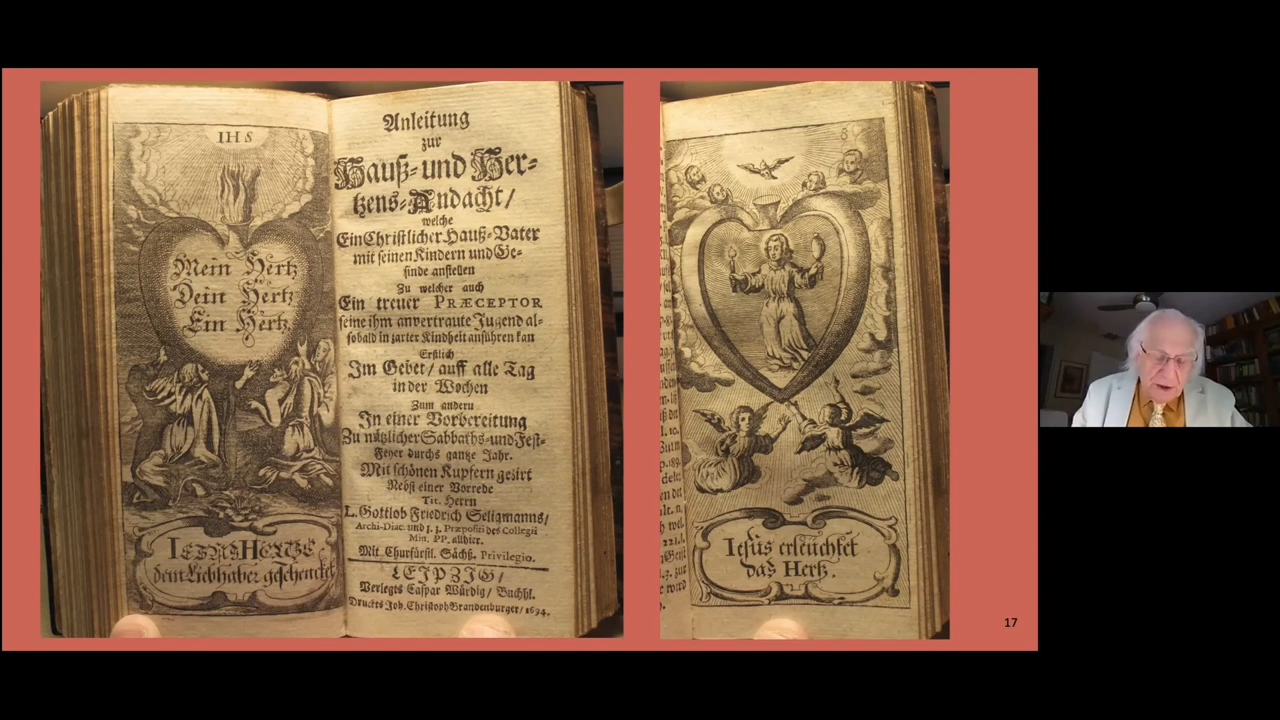 IHS
Mein Hertz
Dein Hertz
Ein Hertz
dem Liebhaber geschencket
Anleitung
zur
Hauß- und Her-
tzens-Andacht/
welche
Ein Christlicher Hauß-Vater
mit seinen Kindern und Ge-
sinde anstellen
Zu welcher auch
Ein treuer PRÆCEPTOR
seine ihm anvertraute Jugend al-
sobald in zarter Kindheit anführen kan
Erstlich
Im Gebet/ auff alle Tag
in der Wochen
Zum andern
In einer Vorbereitung
Zu nützlicher Sabbaths- und Fest-
Feyer durchs gantze Jahr.
Mit schönen Kupfern geziert
Nebst einer Vorrede
Tit. Herrn
L. Gottlob Friedrich Seligmanns/
Archi-Diac. und z. z. Præpositi des Collegii
Min. PP. allhier.
Mit Churfürstl. Sächß. Privilegio.
LEIPZIG/
Verlegts Caspar Würdig/ Buchhl.
Druckts Joh. Christoph Brandenburger/ 1694.
8
Iesus erleuchtet
das Hertz.
17